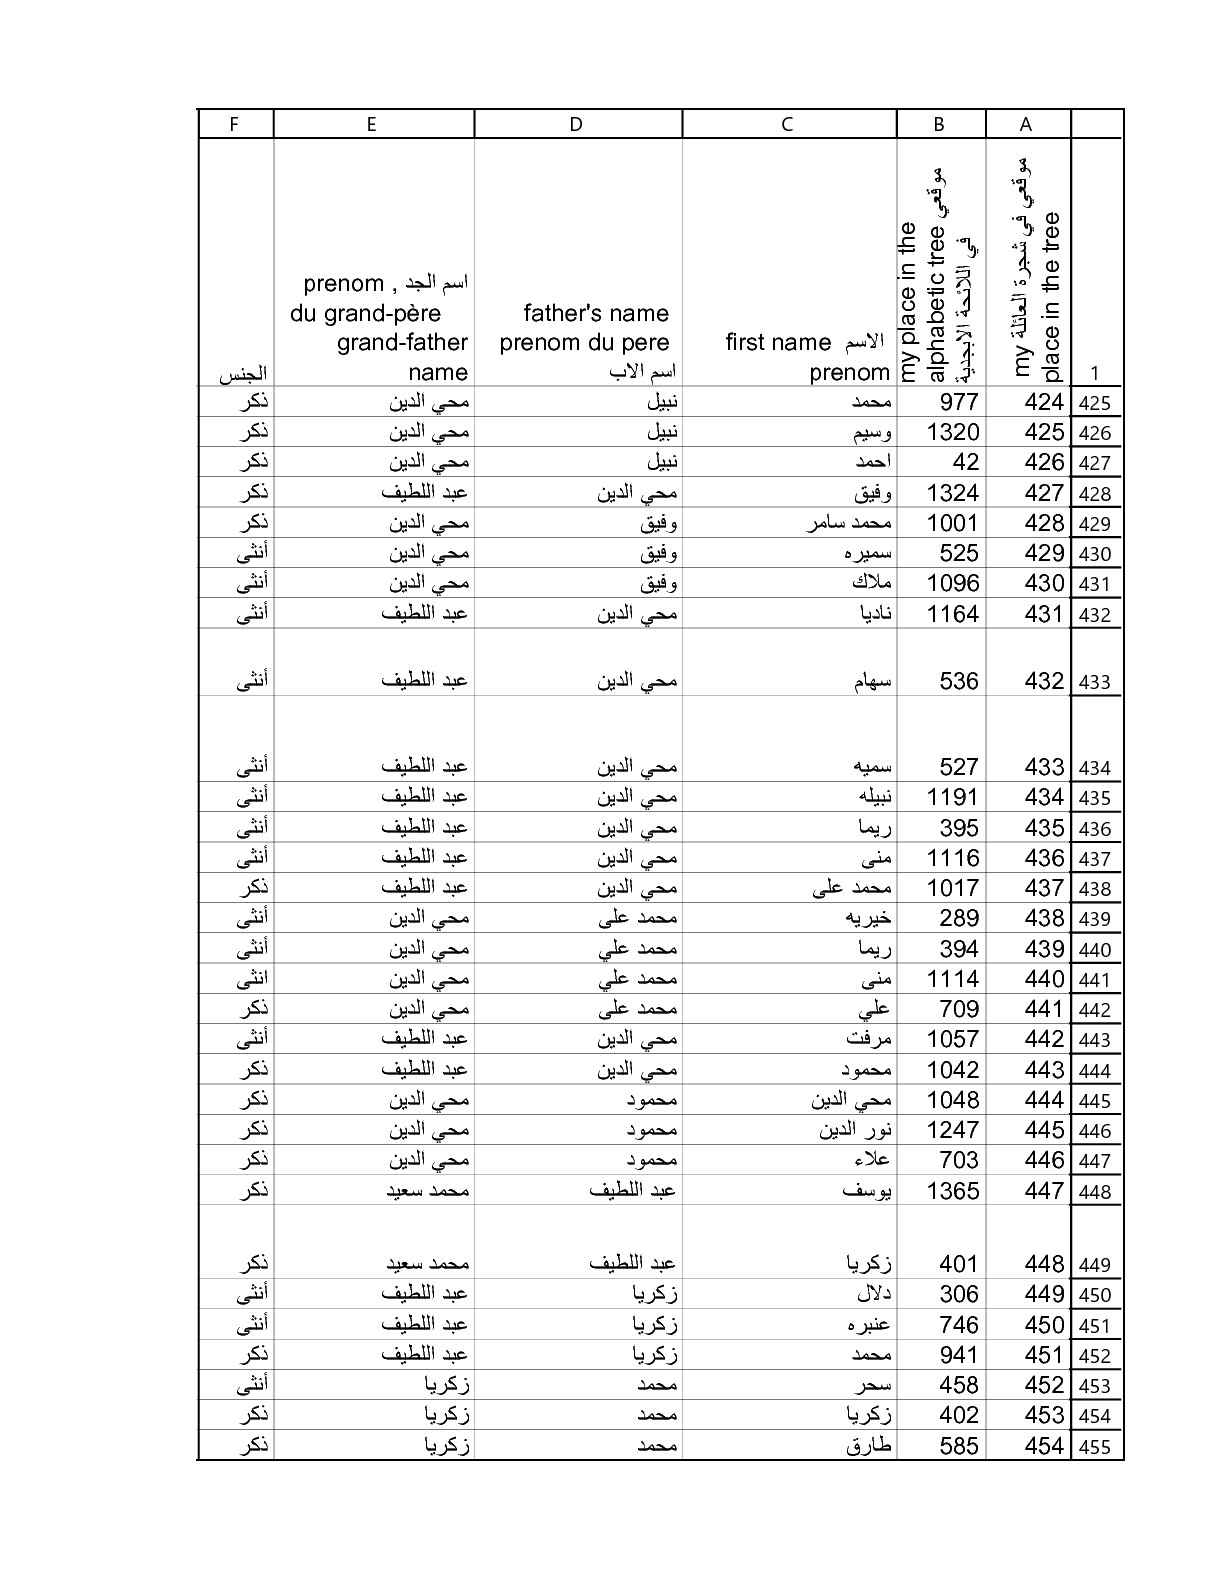 A B C D E F
1
موقعي في شجرة العائلة my
place in the tree
my place in the
alphabetic tree موقعي
في اللائحة الابجدية
first name الاسم
prenom
father's name
prenom du pere
اسم الاب
prenom , اسم الجد
du grand-père
grand-father
name
الجنس
425 424 977 محمد نبيل محي الدين ذكر
426 425 1320 وسيم نبيل محي الدين ذكر
427 426 42 احمد نبيل محي الدين ذكر
428 427 1324 وفيق محي الدين عبد اللطيف ذكر
429 428 1001 محمد سامر وفيق محي الدين ذكر
430 429 525 سميره وفيق محي الدين أنثى
431 430 1096 ملاك وفيق محي الدين أنثى
432 431 1164 ناديا محي الدين عبد اللطيف أنثى
433 432 536 سهام محي الدين عبد اللطيف أنثى
434 433 527 سميه محي الدين عبد اللطيف أنثى
435 434 1191 نبيله محي الدين عبد اللطيف أنثى
436 435 395 ريما محي الدين عبد اللطيف أنثى
437 436 1116 منى محي الدين عبد اللطيف أنثى
438 437 1017 محمد على محي الدين عبد اللطيف ذكر
439 438 289 خيريه محمد على محي الدين أنثى
440 439 394 ريما محمد علي محي الدين أنثى
441 440 1114 منى محمد علي محي الدين انثى
442 441 709 علي محمد على محي الدين ذكر
443 442 1057 مرفت محي الدين عبد اللطيف أنثى
444 443 1042 محمود محي الدين عبد اللطيف ذكر
445 444 1048 محي الدين محمود محي الدين ذكر
446 445 1247 نور الدين محمود محي الدين ذكر
447 446 703 علاء محمود محي الدين ذكر
448 447 1365 يوسف عبد اللطيف محمد سعيد ذكر
449 448 401 زكريا عبد اللطيف محمد سعيد ذكر
450 449 306 دلال زكريا عبد اللطيف أنثى
451 450 746 عنبره زكريا عبد اللطيف أنثى
452 451 941 محمد زكريا عبد اللطيف ذكر
453 452 458 سحر محمد زكريا أنثى
454 453 402 زكريا محمد زكريا ذكر
455 454 585 طارق محمد زكريا ذكر